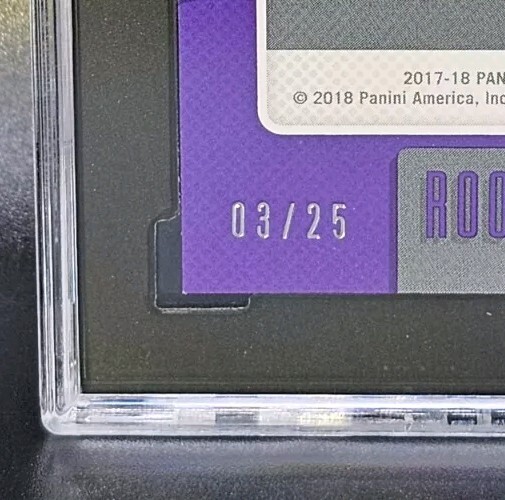 2017-18 PAN
© 2018 Panini America, Inc
03/25
ROO